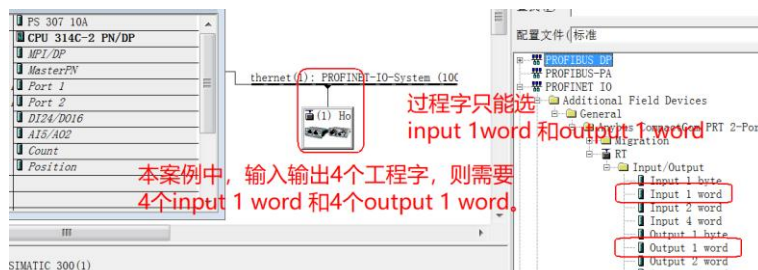 PS 307 10A
CPU 314C-2 PN/DP
MPI/DP
MasterPN
Port 1
Port 2
DI24/DO16
AI5/AO2
Count
Position
thernet(1): PROFINET-IO-System (100
(1) Ho
过程字只能选
input 1word 和output 1 word
本案例中，输入输出4个工程字，则需要
4个input 1 word 和4个output 1 word。
SIMATIC 300(1)
配置文件(
标准
PROFIBUS DP
PROFIBUS-PA
PROFINET IO
Additional Field Devices
General
Anybus CompactCom PRT 2-Por
Migration
RT
Input/Output
Input 1 byte
Input 1 word
Input 2 word
Input 4 word
Output 1 byte
Output 1 word
Output 2 word